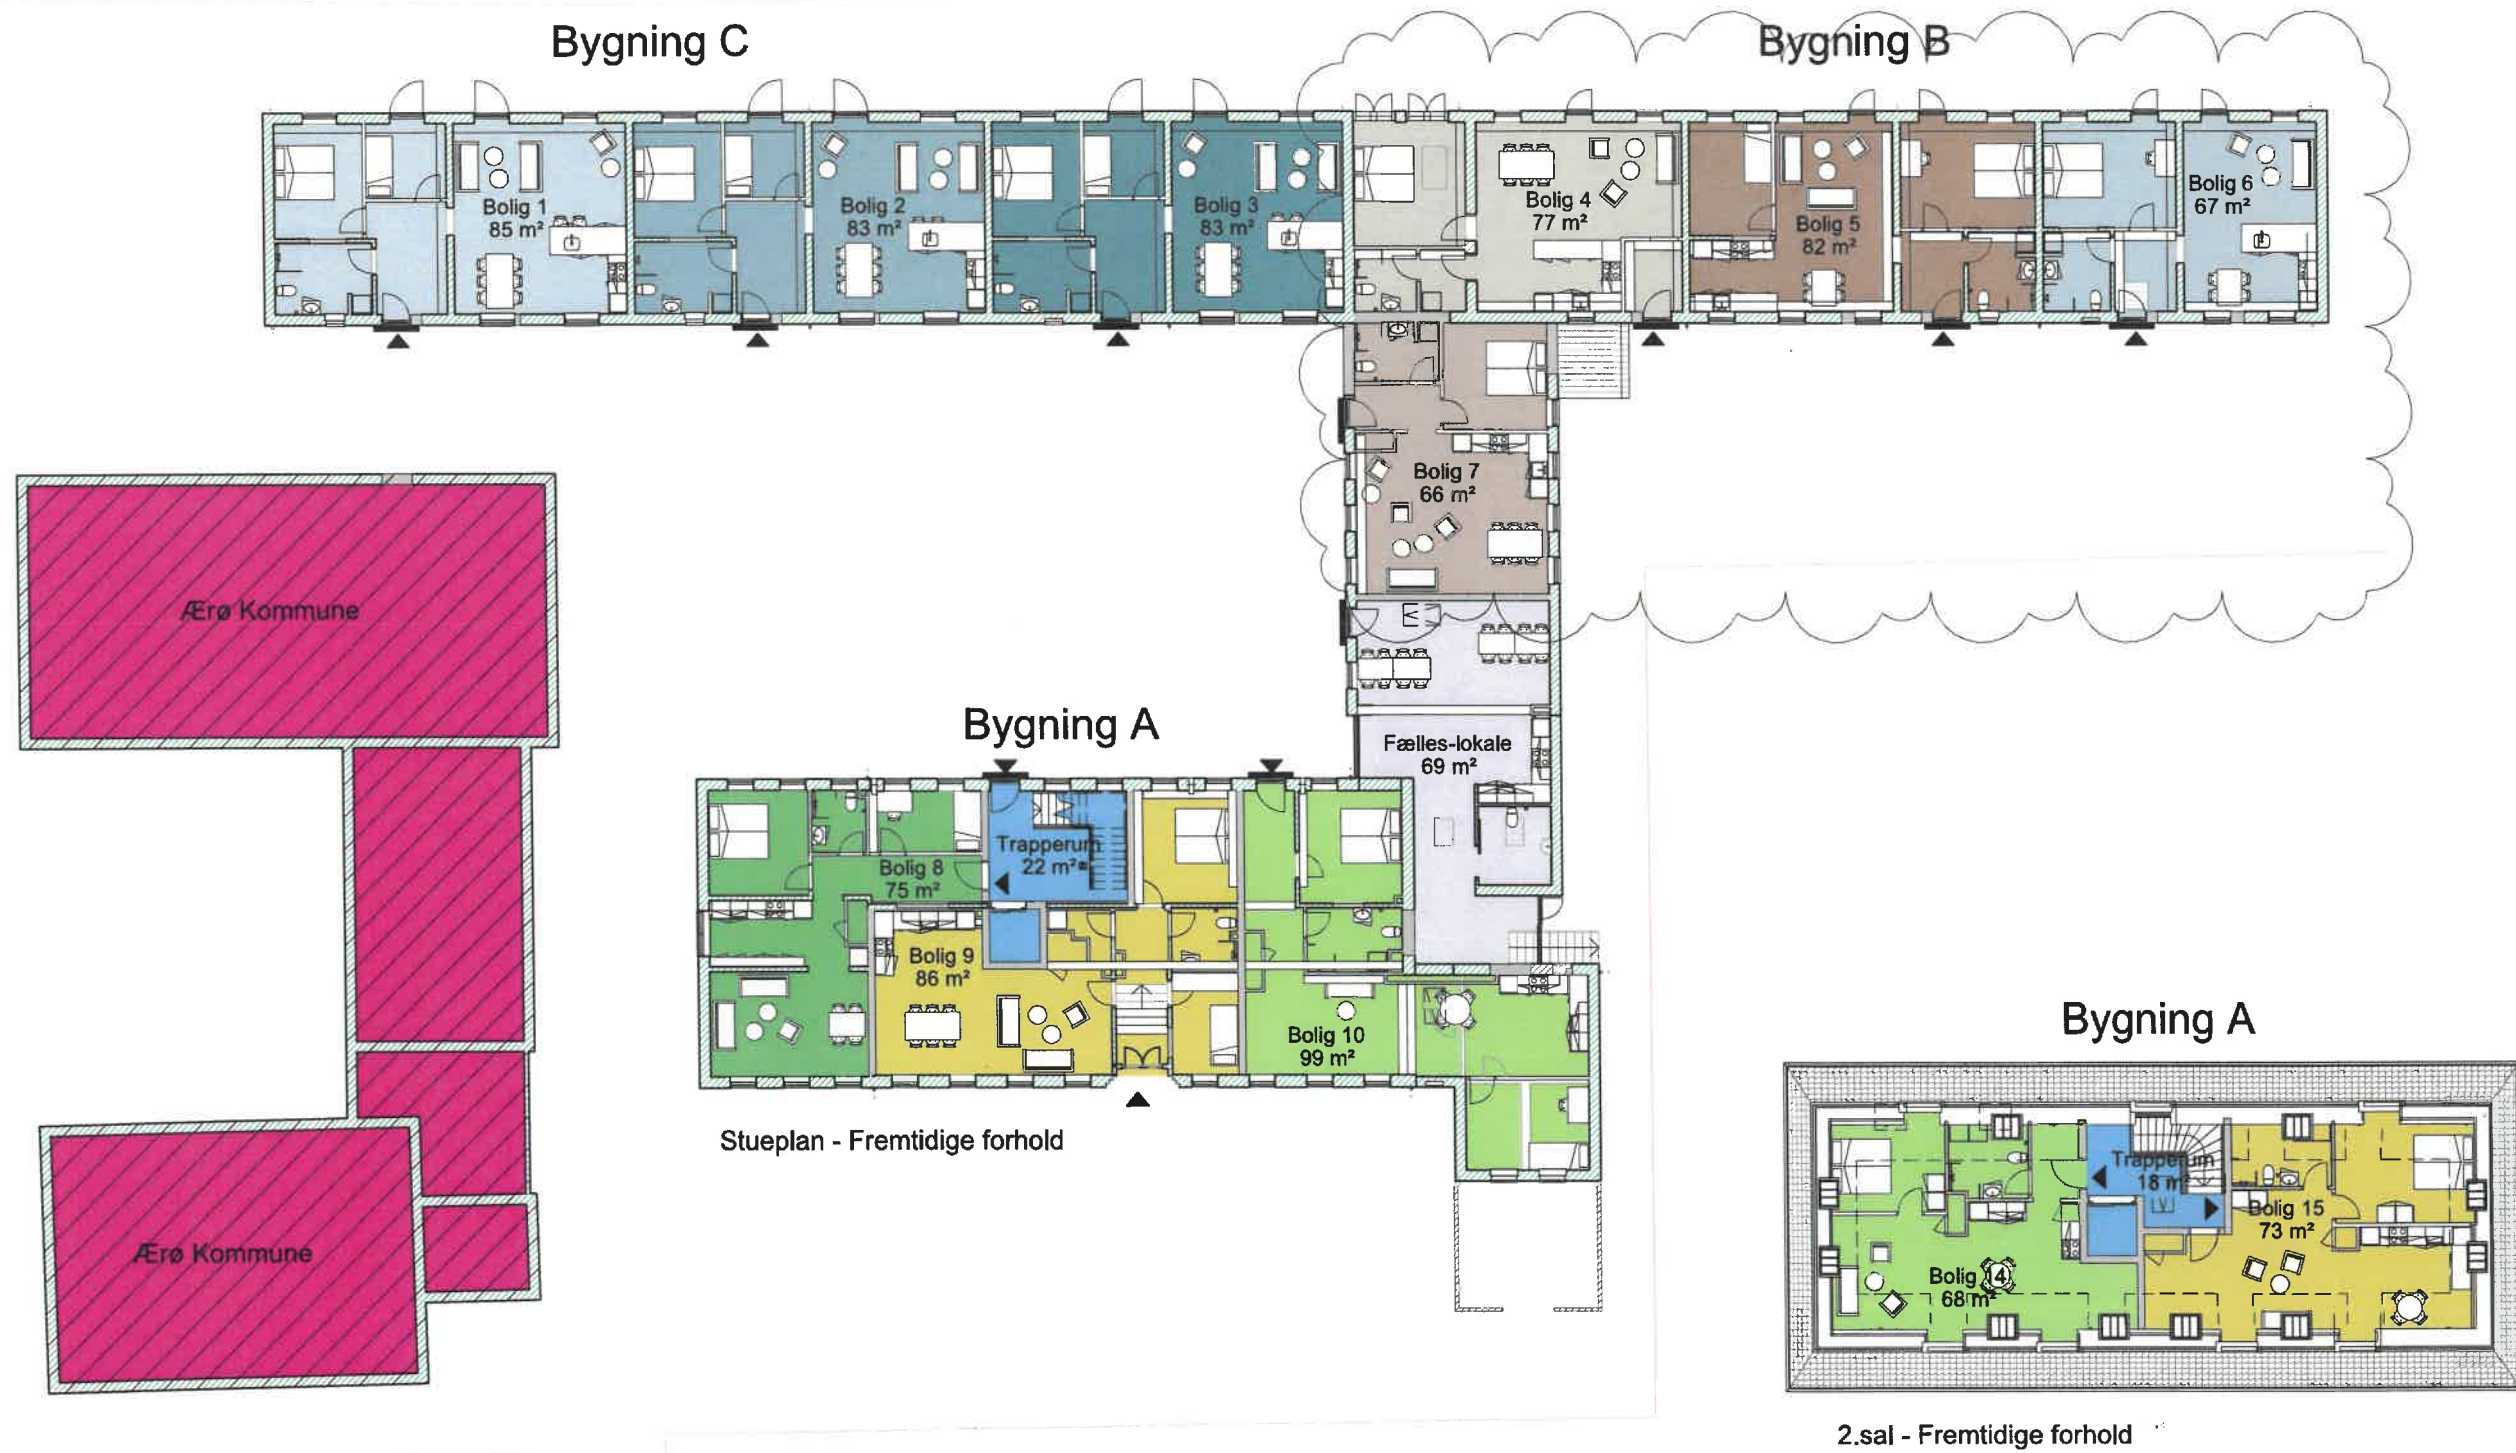 Bygning C
Bygning B
Bolig 1
85 m²
Bolig 2
83 m²
Bolig 3
83 m²
Bolig 4
77 m²
Bolig 5
82 m²
Bolig 6
67 m²
Bolig 7
66 m²
Ærø Kommune
Bygning A
Fælles-lokale
69 m²
Trapperum
22 m²
Bolig 8
75 m²
Bolig 9
86 m²
Bolig 10
99 m²
Stueplan - Fremtidige forhold
Ærø Kommune
Bygning A
Trapperum
18 m²
Bolig 15
73 m²
Bolig 14
68 m²
2.sal - Fremtidige forhold